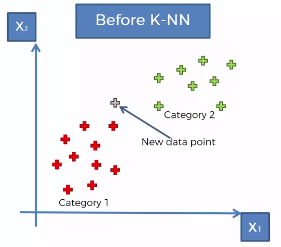 Before K-NN
X₂
Category 2
New data point
Category 1
X₁